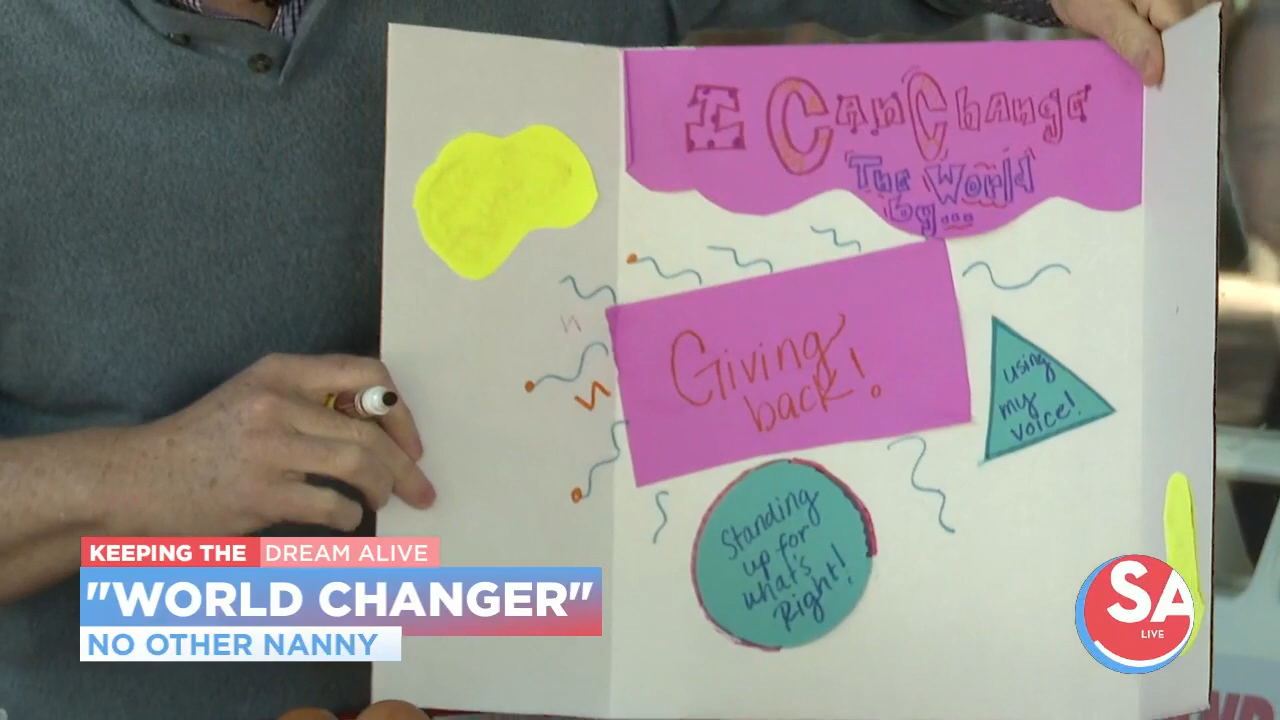 I Can Change
The World
by...
Giving
back!
using
my
voice!
Standing
up for
what's
Right!
KEEPING THE DREAM ALIVE
"WORLD CHANGER"
NO OTHER NANNY
SA
LIVE